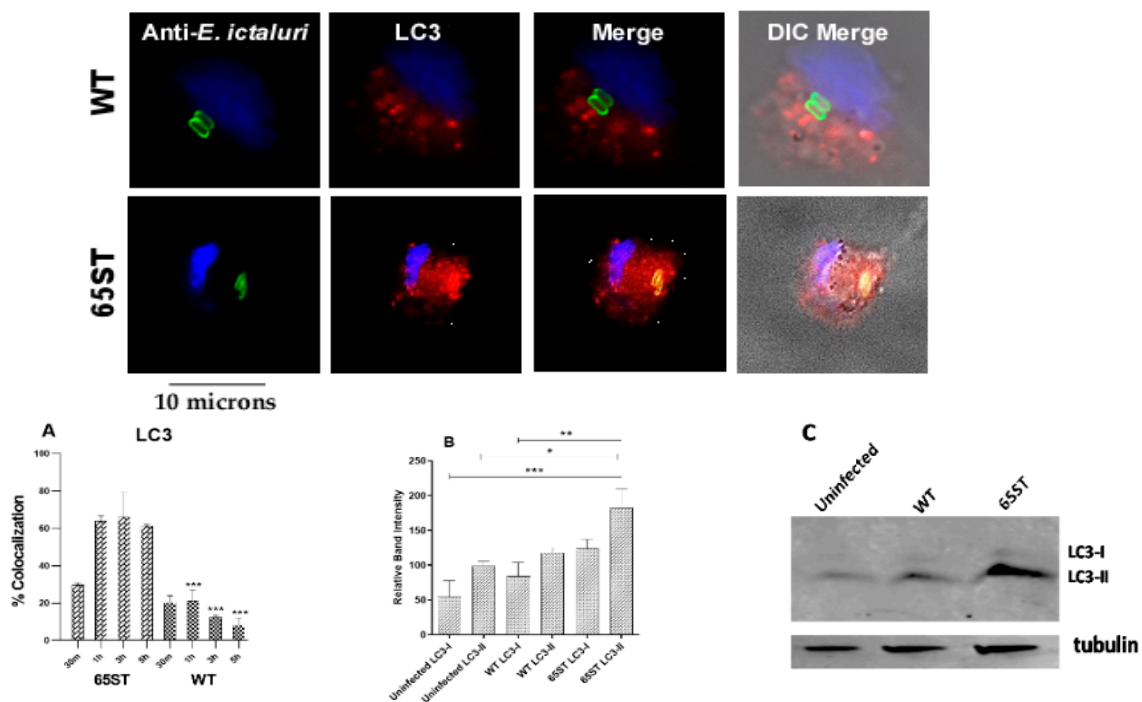 Anti-E. ictaluri LC3 Merge DIC Merge
WT
65ST
10 microns
A
LC3
% Colocalization
100
80
60
40
20
0
30m 1h 3h 5h 30m 1h 3h 5h
*** *** ***
65ST WT
B
**
*
***
Relative Band Intensity
250
200
150
100
50
0
Uninfected LC3-I
Uninfected LC3-II
WT LC3-I
WT LC3-II
65ST LC3-I
65ST LC3-II
C
Uninfected WT 65ST
LC3-I
LC3-II
tubulin